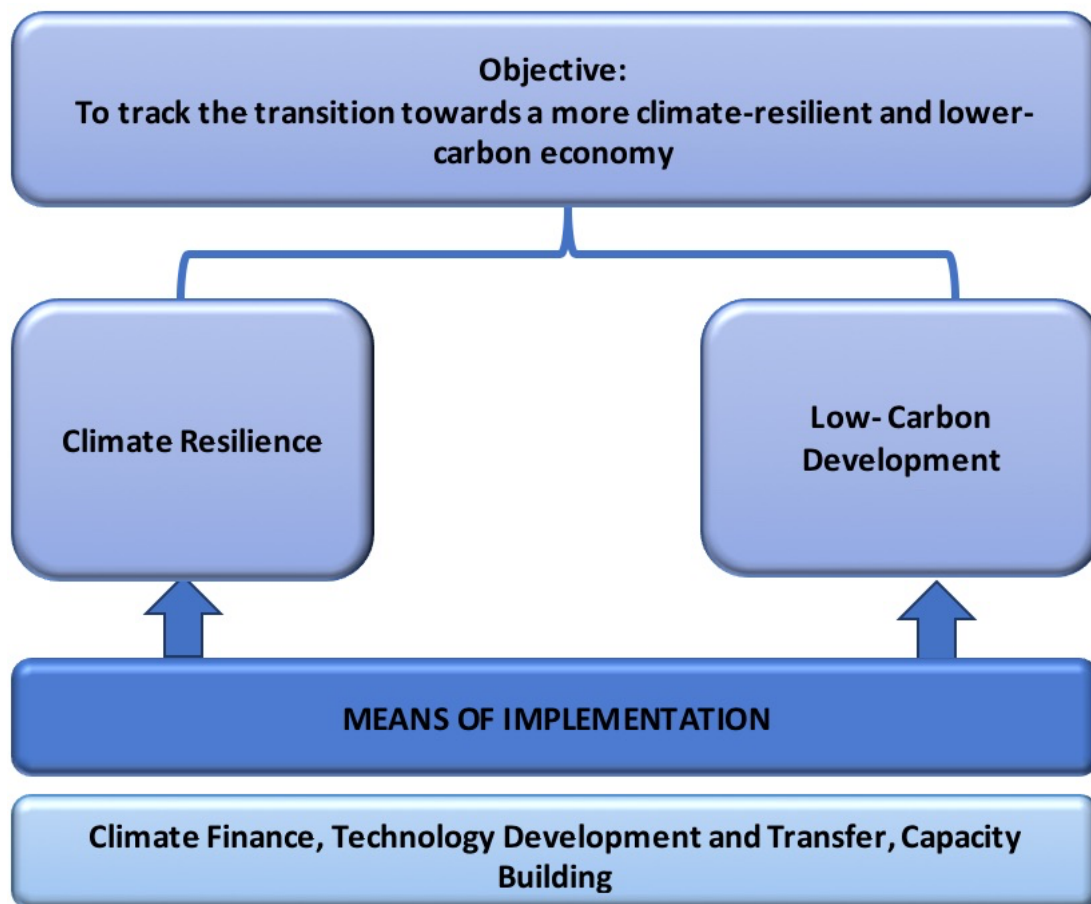 Objective:
To track the transition towards a more climate-resilient and lower-
carbon economy
Climate Resilience
Low- Carbon
Development
MEANS OF IMPLEMENTATION
Climate Finance, Technology Development and Transfer, Capacity
Building